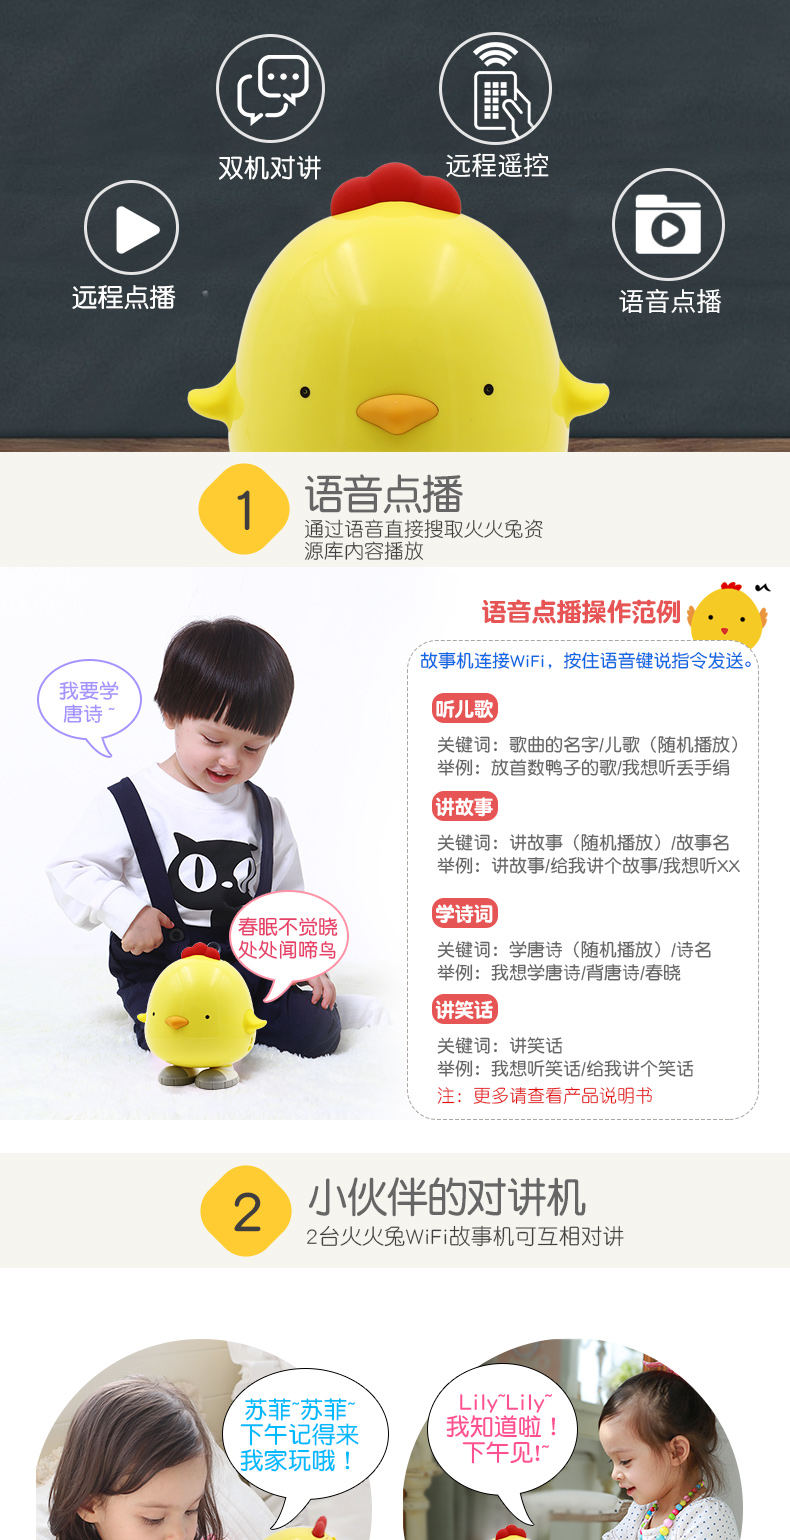 双机对讲
远程遥控
远程点播
语音点播
1
语音点播
通过语音直接搜取火火兔资
源库内容播放
语音点播操作范例
故事机连接WiFi，按住语音键说指令发送。
我要学
唐诗~
听儿歌
关键词：歌曲的名字/儿歌（随机播放）
举例：放首数鸭子的歌/我想听丢手绢
讲故事
关键词：讲故事（随机播放）/故事名
举例：讲故事/给我讲个故事/我想听XX
春眠不觉晓
处处闻啼鸟
学诗词
关键词：学唐诗（随机播放）/诗名
举例：我想学唐诗/背唐诗/春晓
讲笑话
关键词：讲笑话
举例：我想听笑话/给我讲个笑话
注：更多请查看产品说明书
2
小伙伴的对讲机
2台火火兔WiFi故事机可互相对讲
苏菲~苏菲~
下午记得来
我家玩哦！
Lily~Lily~
我知道啦！
下午见!~